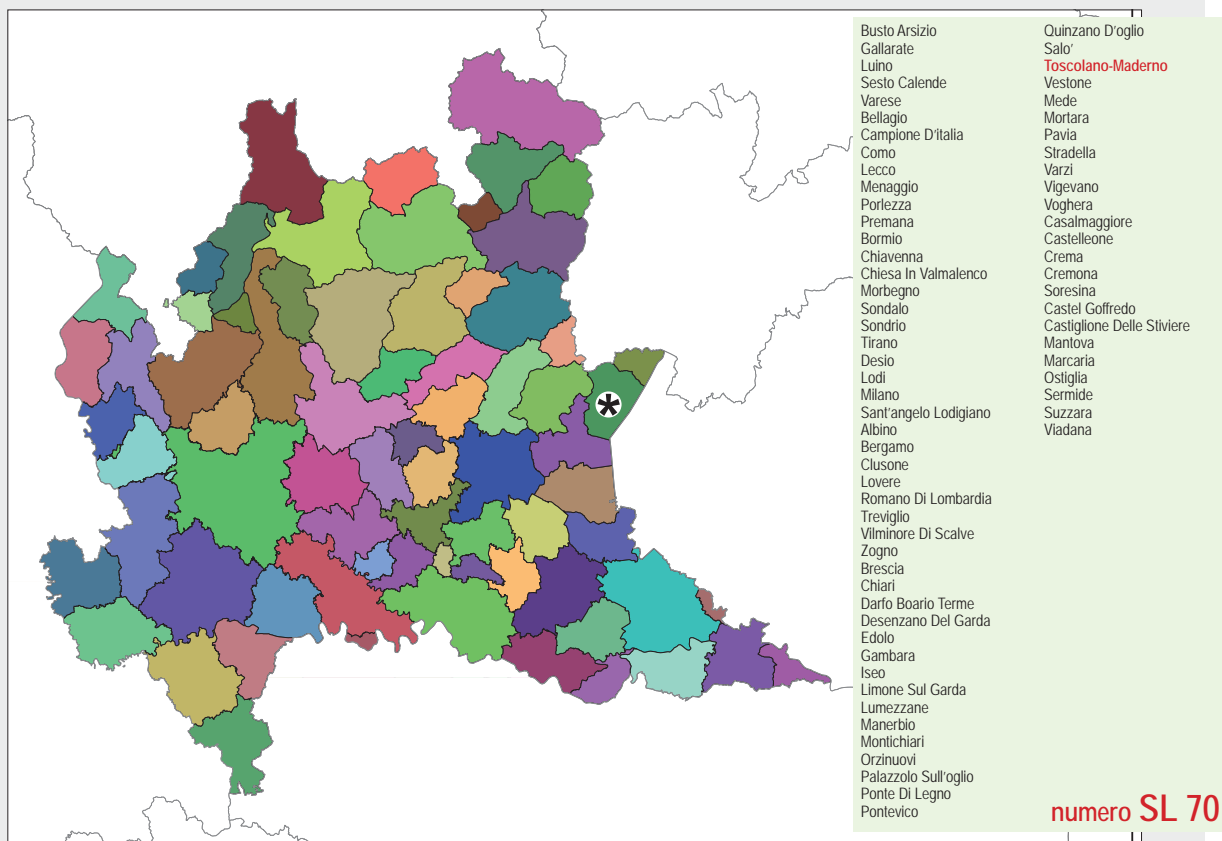 Busto Arsizio
Gallarate
Luino
Sesto Calende
Varese
Bellagio
Campione D'italia
Como
Lecco
Menaggio
Porlezza
Premana
Bormio
Chiavenna
Chiesa In Valmalenco
Morbegno
Sondalo
Sondrio
Tirano
Desio
Lodi
Milano
Sant'angelo Lodigiano
Albino
Bergamo
Clusone
Lovere
Romano Di Lombardia
Treviglio
Vilminore Di Scalve
Zogno
Brescia
Chiari
Darfo Boario Terme
Desenzano Del Garda
Edolo
Gambara
Iseo
Limone Sul Garda
Lumezzane
Manerbio
Montichiari
Orzinuovi
Palazzolo Sull'oglio
Ponte Di Legno
Pontevico
Quinzano D'oglio
Salo'
Toscolano-Maderno
Vestone
Mede
Mortara
Pavia
Stradella
Varzi
Vigevano
Voghera
Casalmaggiore
Castelleone
Crema
Cremona
Soresina
Castel Goffredo
Castiglione Delle Stiviere
Mantova
Marcaria
Ostiglia
Sermide
Suzzara
Viadana
numero SL 70
*